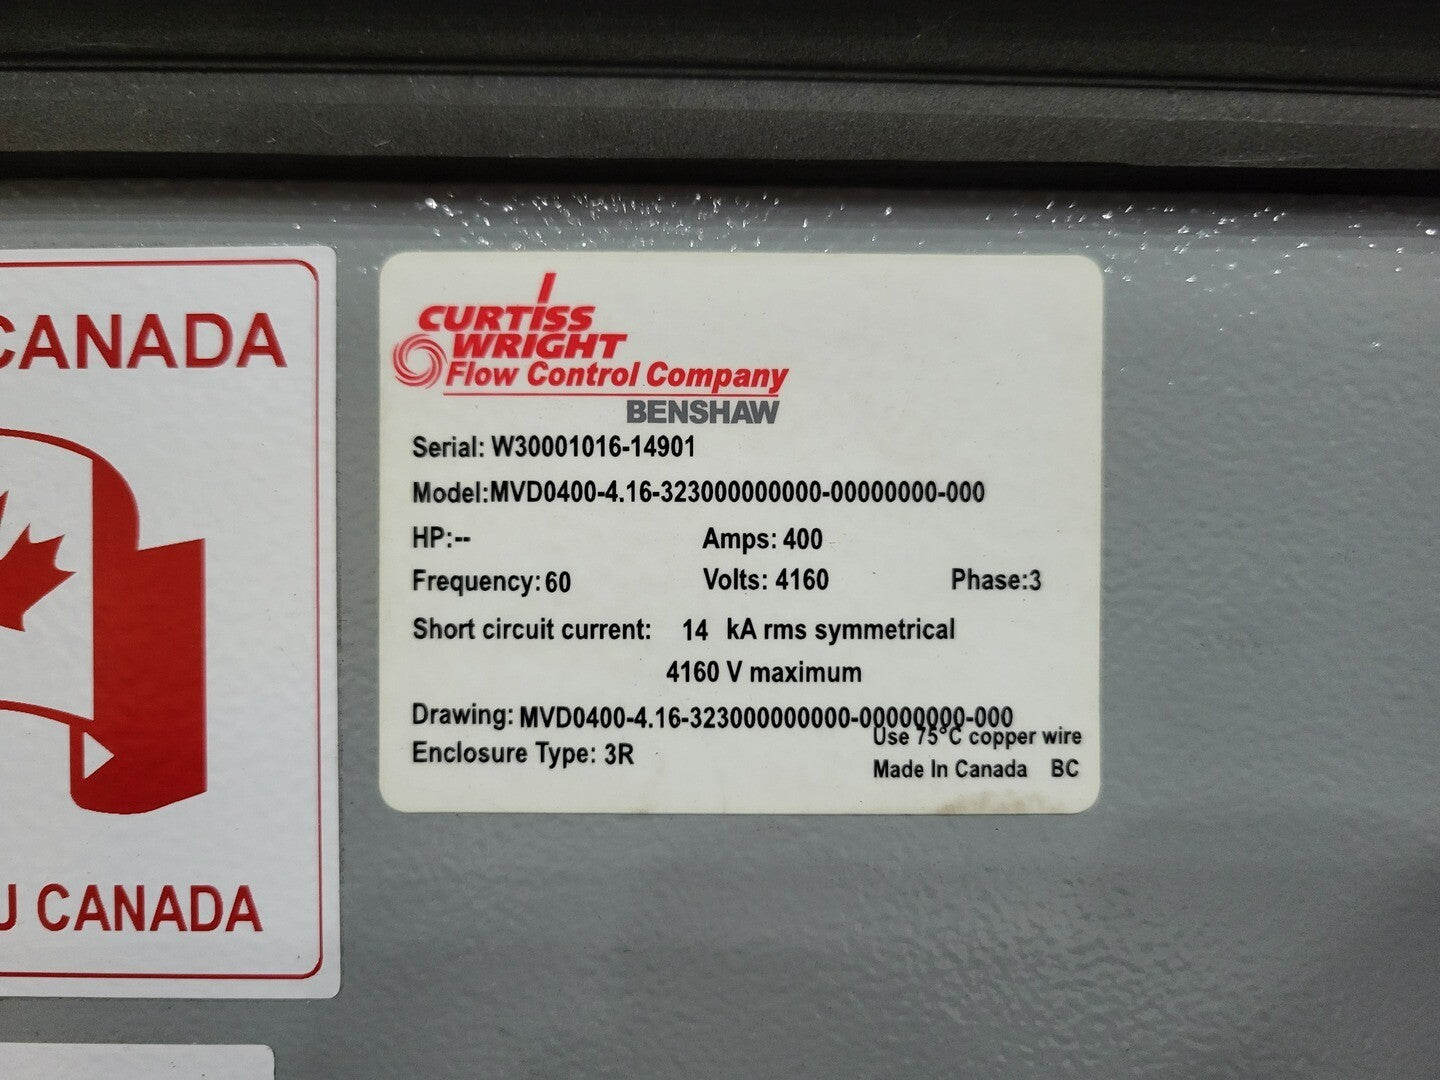 CANADA
U CANADA
CURTISS
WRIGHT
Flow Control Company
BENSHAW
Serial: W30001016-14901
Model:MVD0400-4.16-323000000000-00000000-000
HP:-- Amps: 400
Frequency: 60 Volts: 4160 Phase:3
Short circuit current: 14 kA rms symmetrical
4160 V maximum
Drawing: MVD0400-4.16-323000000000-00000000-000
Use 75°C copper wire
Enclosure Type: 3R
Made In Canada BC